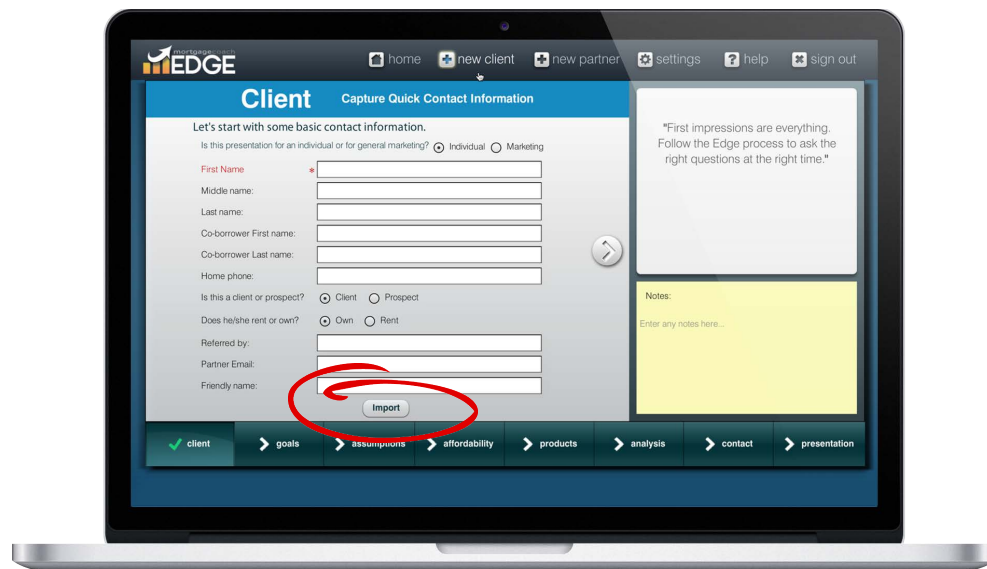 mortgagecoach
EDGE
home
new client
new partner
settings
help
sign out
Client
Capture Quick Contact Information
Let's start with some basic contact information.
Is this presentation for an individual or for general marketing? Individual Marketing
First Name *
Middle name:
Last name:
Co-borrower First name:
Co-borrower Last name:
Home phone:
Is this a client or prospect? Client Prospect
Does he/she rent or own? Own Rent
Referred by:
Partner Email:
Friendly name:
Import
"First impressions are everything.
Follow the Edge process to ask the
right questions at the right time."
Notes:
Enter any notes here...
client
goals
assumptions
affordability
products
analysis
contact
presentation